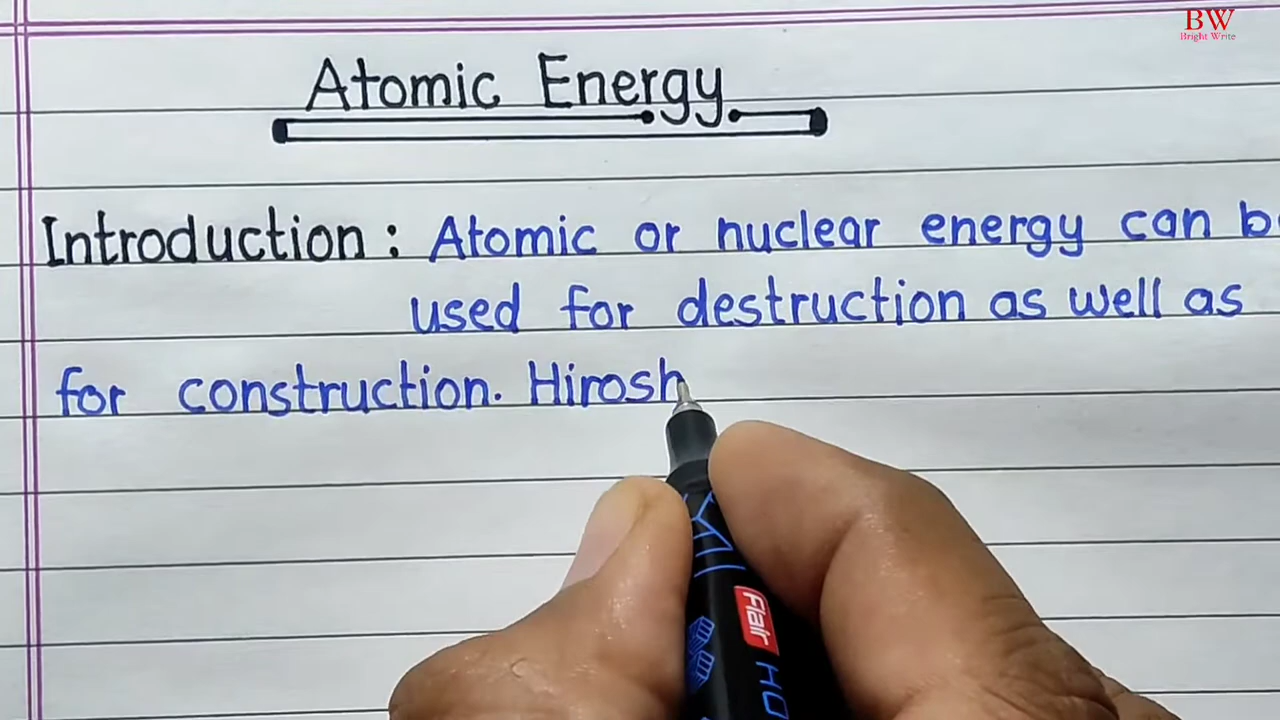 BW
Bright Write
Atomic Energy
Introduction: Atomic or nuclear energy can b
used for destruction as well as
for construction. Hirosh
Flair
HO